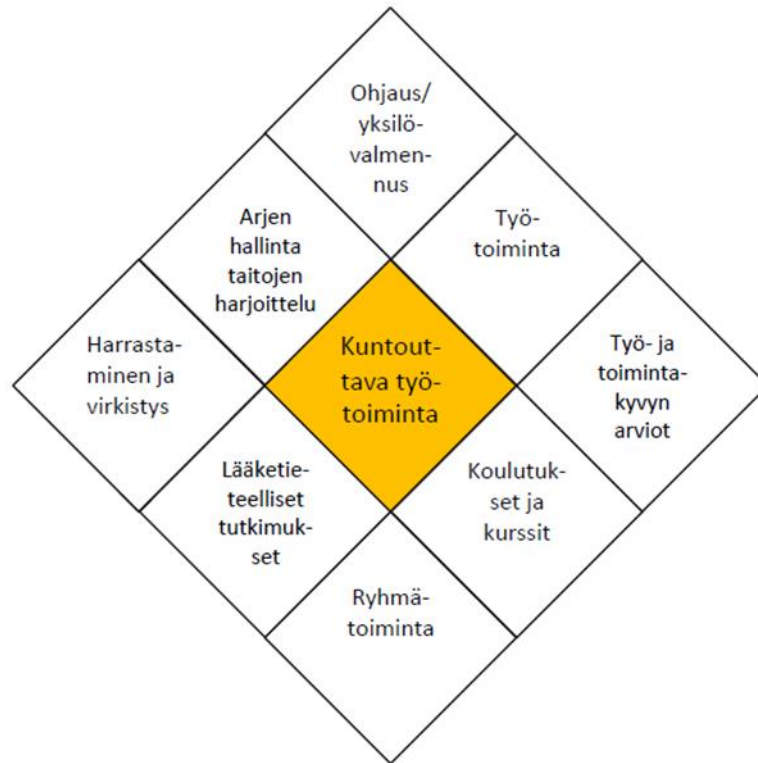 Ohjaus/
yksilö-
valmen-
nus
Arjen
hallinta
taitojen
harjoittelu
Työ-
toiminta
Harrasta-
minen ja
virkistys
Kuntout-
tava työ-
toiminta
Työ- ja
toiminta-
kyvyn
arviot
Lääketie-
teelliset
tutkimuk-
set
Koulutuk-
set ja
kurssit
Ryhmä-
toiminta